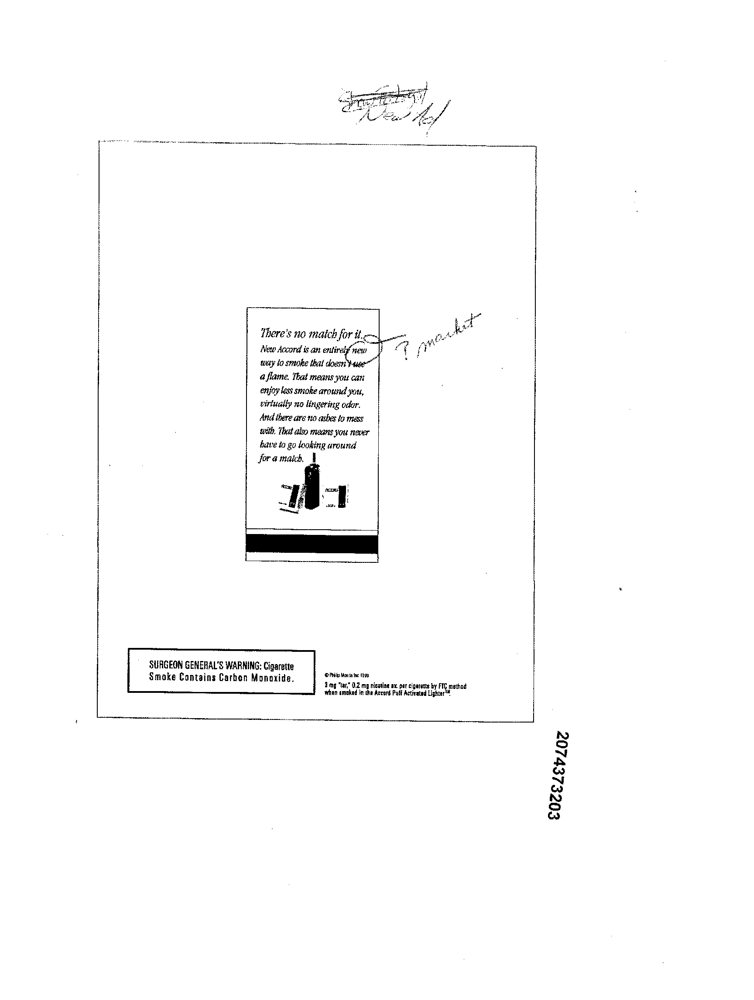 New Ad
There's no match for it.
? market
New Accord is an entirely new
way to smoke that doesn't use
a flame. That means you can
enjoy less smoke around you,
virtually no lingering odor.
And there are no ashes to mess
with. That also means you never
have to go looking around
for a match.
ACCORD
SURGEON GENERAL'S WARNING: Cigarette
Smoke Contains Carbon Monoxide.
© Philip Morris Inc. 1999
3 mg "tar," 0.2 mg nicotine av. per cigarette by FTC method
when smoked in the Accord Puff Activated Lighter™.
2074373203